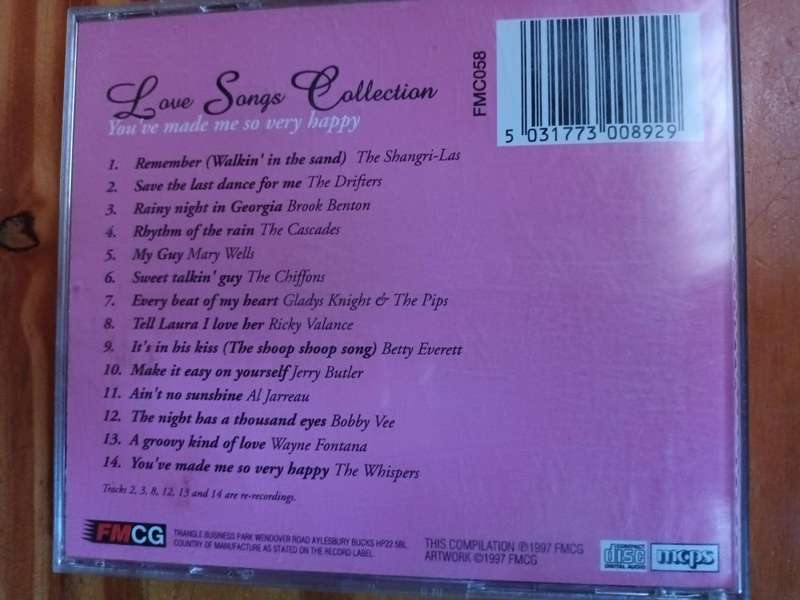 Love Songs Collection
You've made me so very happy
FMC058
5 031773 008929
1. Remember (Walkin' in the sand) The Shangri-Las
2. Save the last dance for me The Drifters
3. Rainy night in Georgia Brook Benton
4. Rhythm of the rain The Cascades
5. My Guy Mary Wells
6. Sweet talkin' guy The Chiffons
7. Every beat of my heart Gladys Knight & The Pips
8. Tell Laura I love her Ricky Valance
9. It's in his kiss (The shoop shoop song) Betty Everett
10. Make it easy on yourself Jerry Butler
11. Ain't no sunshine Al Jarreau
12. The night has a thousand eyes Bobby Vee
13. A groovy kind of love Wayne Fontana
14. You've made me so very happy The Whispers
Tracks 2, 3, 8, 12, 13 and 14 are re-recordings.
FMCG
TRIANGLE BUSINESS PARK WENDOVER ROAD AYLESBURY BUCKS HP22 5BL
COUNTRY OF MANUFACTURE AS STATED ON THE RECORD LABEL.
THIS COMPILATION ℗1997 FMCG
ARTWORK ©1997 FMCG
COMPACT
disc
DIGITAL AUDIO
mcps